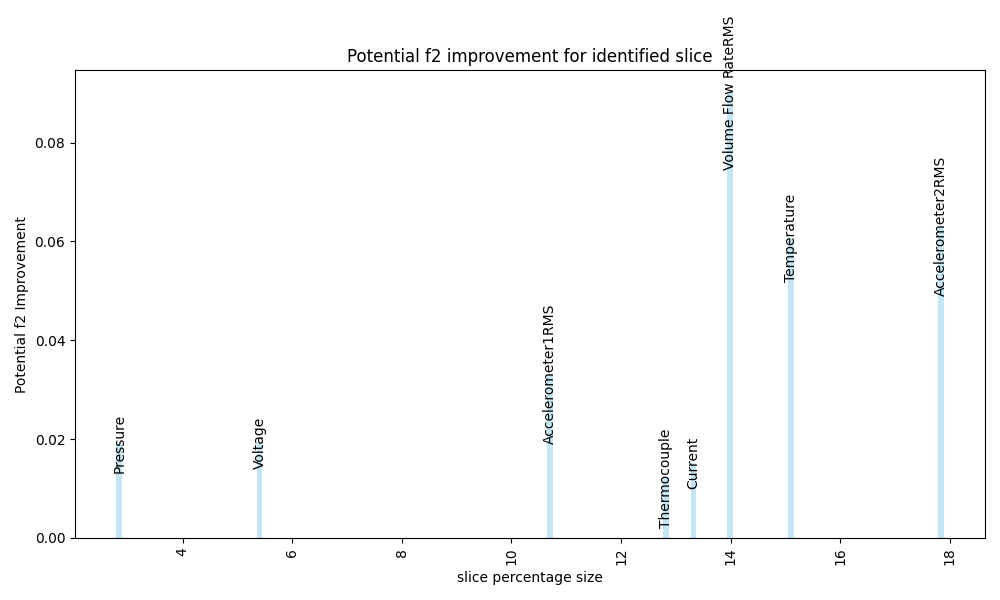 Potential f2 improvement for identified slice
Potential f2 Improvement
0.08
0.06
0.04
0.02
0.00
Pressure
Voltage
Accelerometer1RMS
Thermocouple
Current
Volume Flow RateRMS
Temperature
Accelerometer2RMS
4
6
8
10
12
14
16
18
slice percentage size